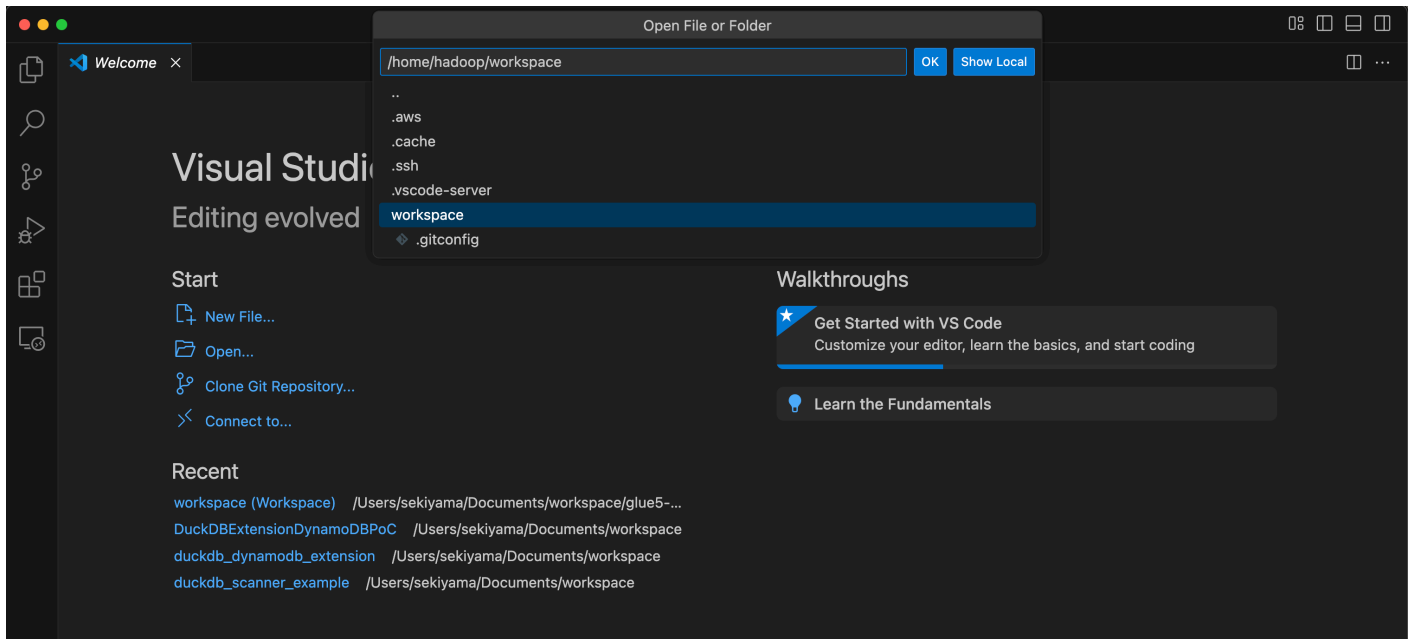 Open File or Folder
Welcome
/home/hadoop/workspace
OK
Show Local
..
.aws
.cache
.ssh
.vscode-server
workspace
.gitconfig
Visual Studi
Editing evolved
Start
New File...
Open...
Clone Git Repository...
Connect to...
Recent
workspace (Workspace) /Users/sekiyama/Documents/workspace/glue5-...
DuckDBExtensionDynamoDBPoC /Users/sekiyama/Documents/workspace
duckdb_dynamodb_extension /Users/sekiyama/Documents/workspace
duckdb_scanner_example /Users/sekiyama/Documents/workspace
Walkthroughs
Get Started with VS Code
Customize your editor, learn the basics, and start coding
Learn the Fundamentals